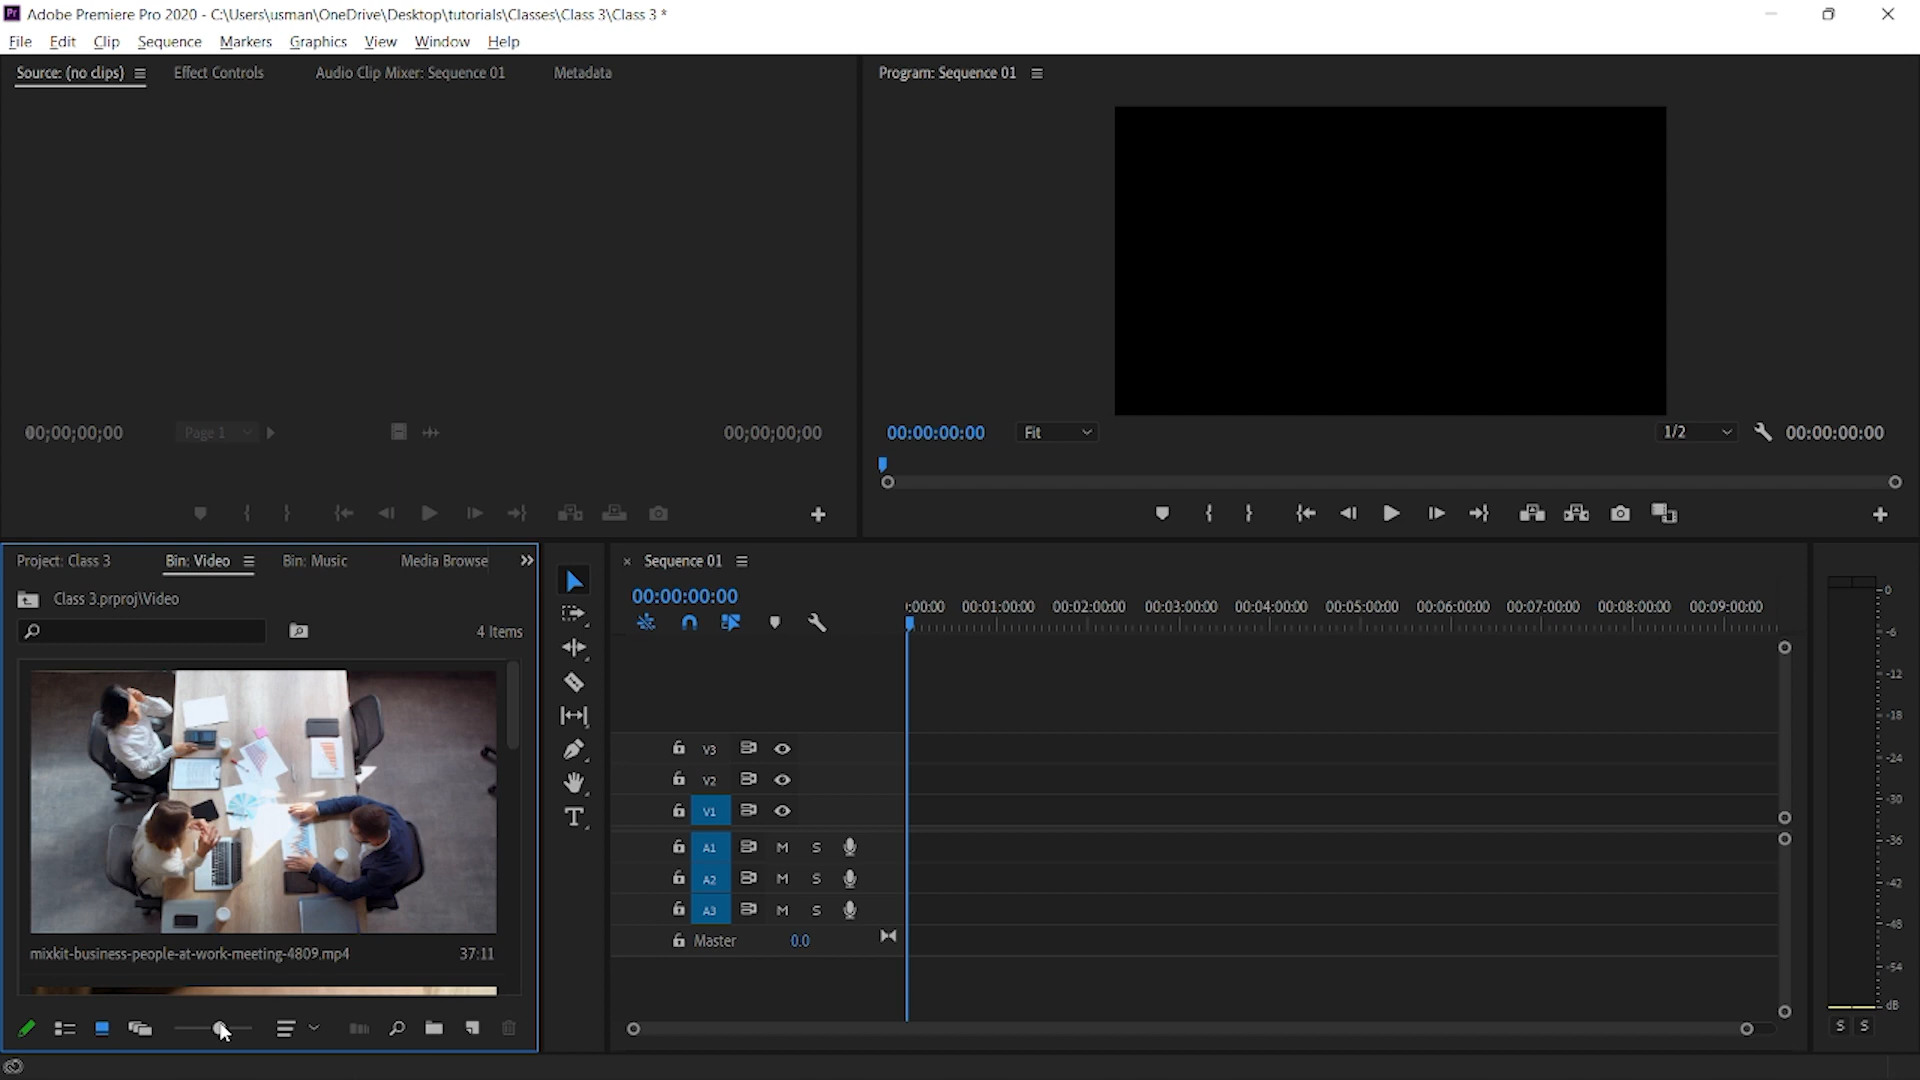 Adobe Premiere Pro 2020 - C:\Users\usman\OneDrive\Desktop\tutorials\Classes\Class 3\Class 3 *
File Edit Clip Sequence Markers Graphics View Window Help
Source: (no clips) Effect Controls Audio Clip Mixer: Sequence 01 Metadata
Program: Sequence 01
00;00;00;00 Page 1 00;00;00;00
00:00:00:00 Fit 1/2 00:00:00:00
Project: Class 3 Bin: Video Bin: Music Media Browse
Class 3.prproj\Video
4 Items
mixkit-business-people-at-work-meeting-4809.mp4 37:11
Sequence 01
00:00:00:00
:00:00 00:01:00:00 00:02:00:00 00:03:00:00 00:04:00:00 00:05:00:00 00:06:00:00 00:07:00:00 00:08:00:00 00:09:00:00
V3
V2
V1
A1 M S
A2 M S
A3 M S
Master 0.0
0
-6
-12
-18
-24
-30
-36
-42
-48
-54
dB
S S